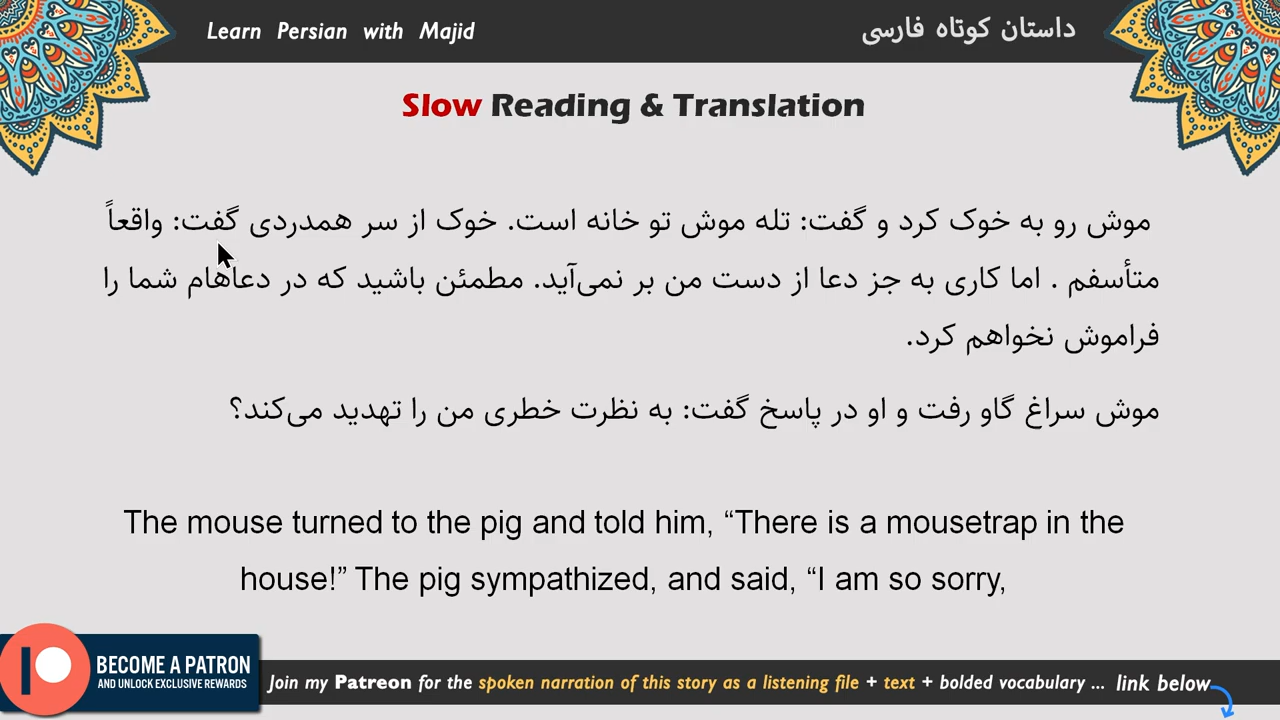 Learn Persian with Majid
داستان کوتاه فارسی
Slow Reading & Translation
موش رو به خوک کرد و گفت: تله موش تو خانه است. خوک از سر همدردی گفت: واقعاً
متأسفم . اما کاری به جز دعا از دست من بر نمی‌آید. مطمئن باشید که در دعاهام شما را
فراموش نخواهم کرد.
موش سراغ گاو رفت و او در پاسخ گفت: به نظرت خطری من را تهدید می‌کند؟
The mouse turned to the pig and told him, “There is a mousetrap in the
house!” The pig sympathized, and said, “I am so sorry,
BECOME A PATRON
AND UNLOCK EXCLUSIVE REWARDS
Join my Patreon for the spoken narration of this story as a listening file + text + bolded vocabulary ... link below